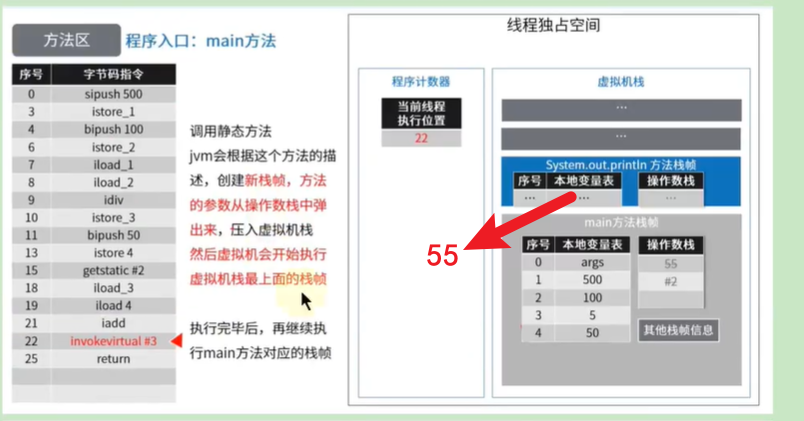 方法区 程序入口：main方法
序号 字节码指令
0 sipush 500
3 istore_1
4 bipush 100
6 istore_2
7 iload_1
8 iload_2
9 idiv
10 istore_3
11 bipush 50
13 istore 4
15 getstatic #2
18 iload_3
19 iload 4
21 iadd
22 invokevirtual #3
25 return
调用静态方法
jvm会根据这个方法的描
述，创建新栈帧，方法
的参数从操作数栈中弹
出来，压入虚拟机栈
然后虚拟机会开始执行
虚拟机栈最上面的栈帧
执行完毕后，再继续执
行main方法对应的栈帧
线程独占空间
程序计数器
当前线程
执行位置
22
虚拟机栈
...
...
System.out.println 方法栈帧
序号 本地变量表 操作数栈
... ... ...
55
main方法栈帧
序号 本地变量表 操作数栈
0 args 55
1 500 #2
2 100
3 5
4 50
其他栈帧信息